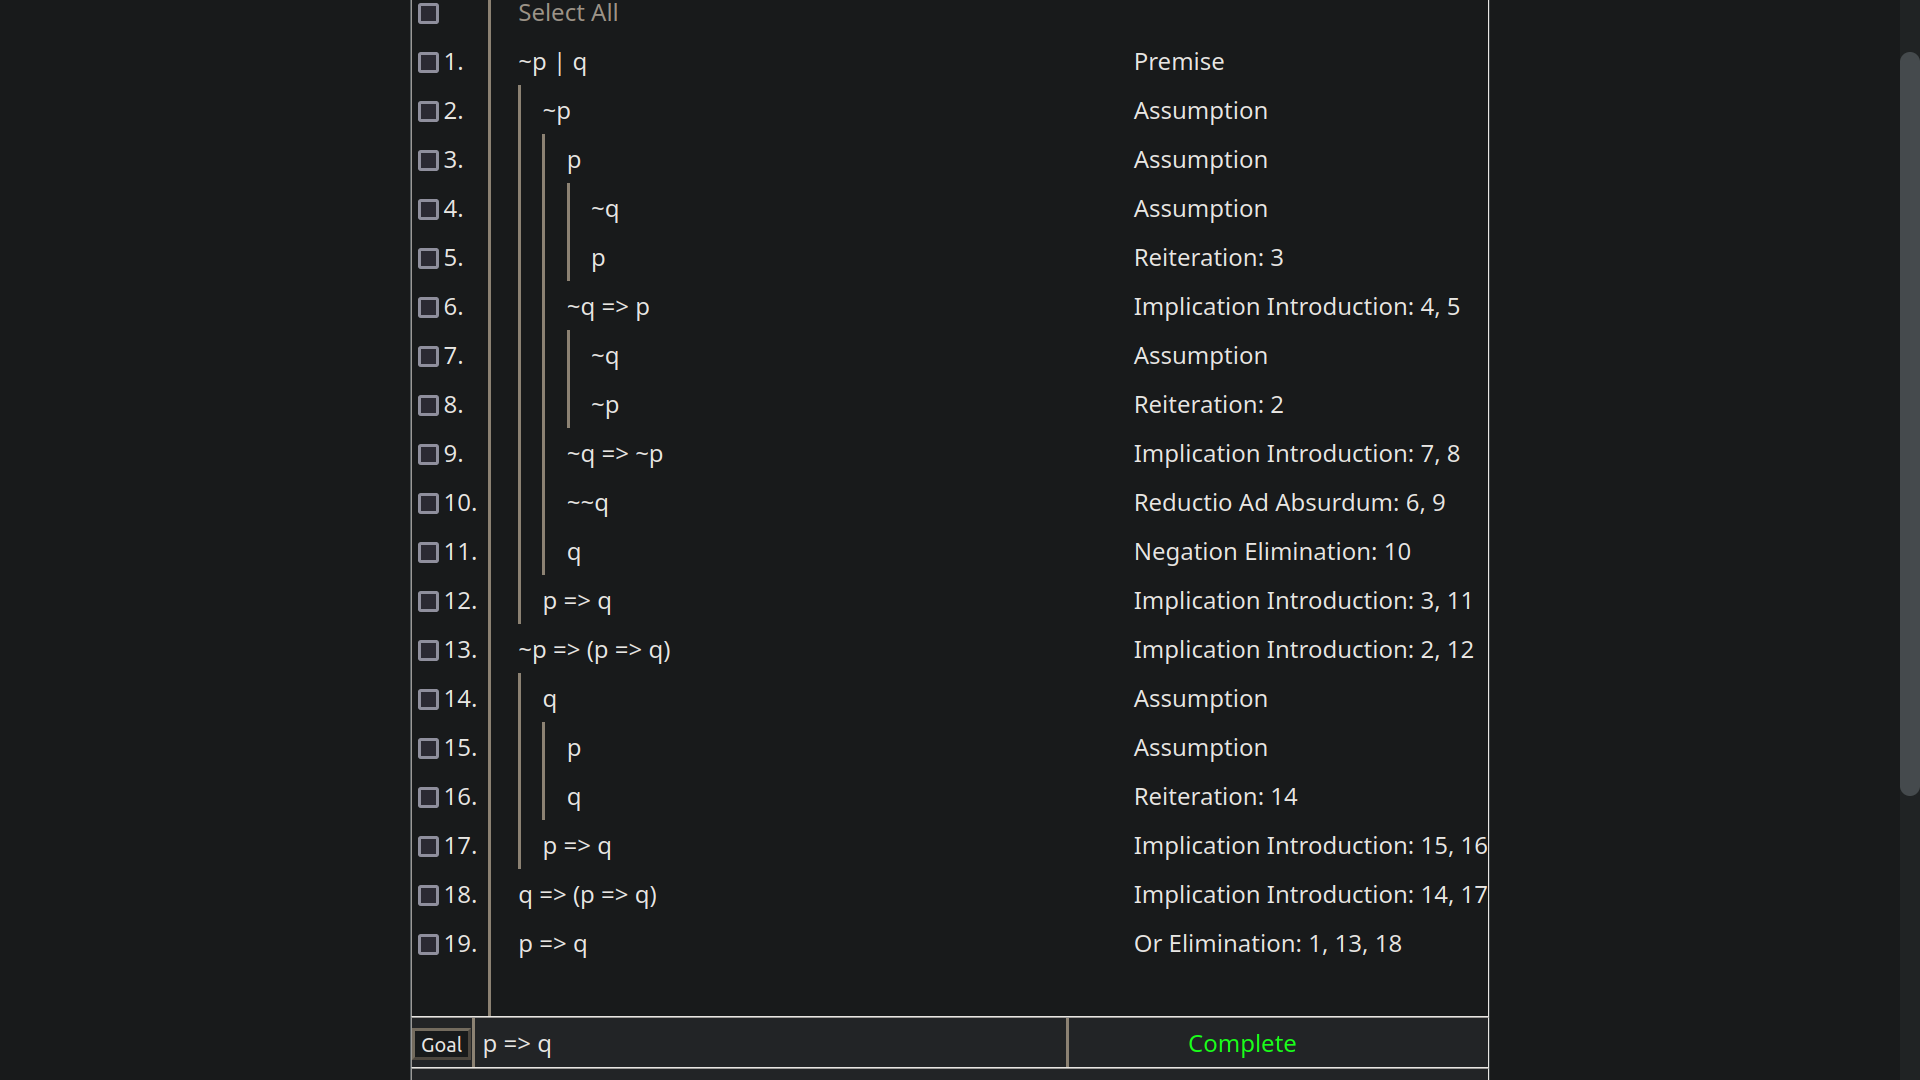 Select All
1. ~p | q Premise
2. ~p Assumption
3. p Assumption
4. ~q Assumption
5. p Reiteration: 3
6. ~q => p Implication Introduction: 4, 5
7. ~q Assumption
8. ~p Reiteration: 2
9. ~q => ~p Implication Introduction: 7, 8
10. ~~q Reductio Ad Absurdum: 6, 9
11. q Negation Elimination: 10
12. p => q Implication Introduction: 3, 11
13. ~p => (p => q) Implication Introduction: 2, 12
14. q Assumption
15. p Assumption
16. q Reiteration: 14
17. p => q Implication Introduction: 15, 16
18. q => (p => q) Implication Introduction: 14, 17
19. p => q Or Elimination: 1, 13, 18
Goal p => q Complete